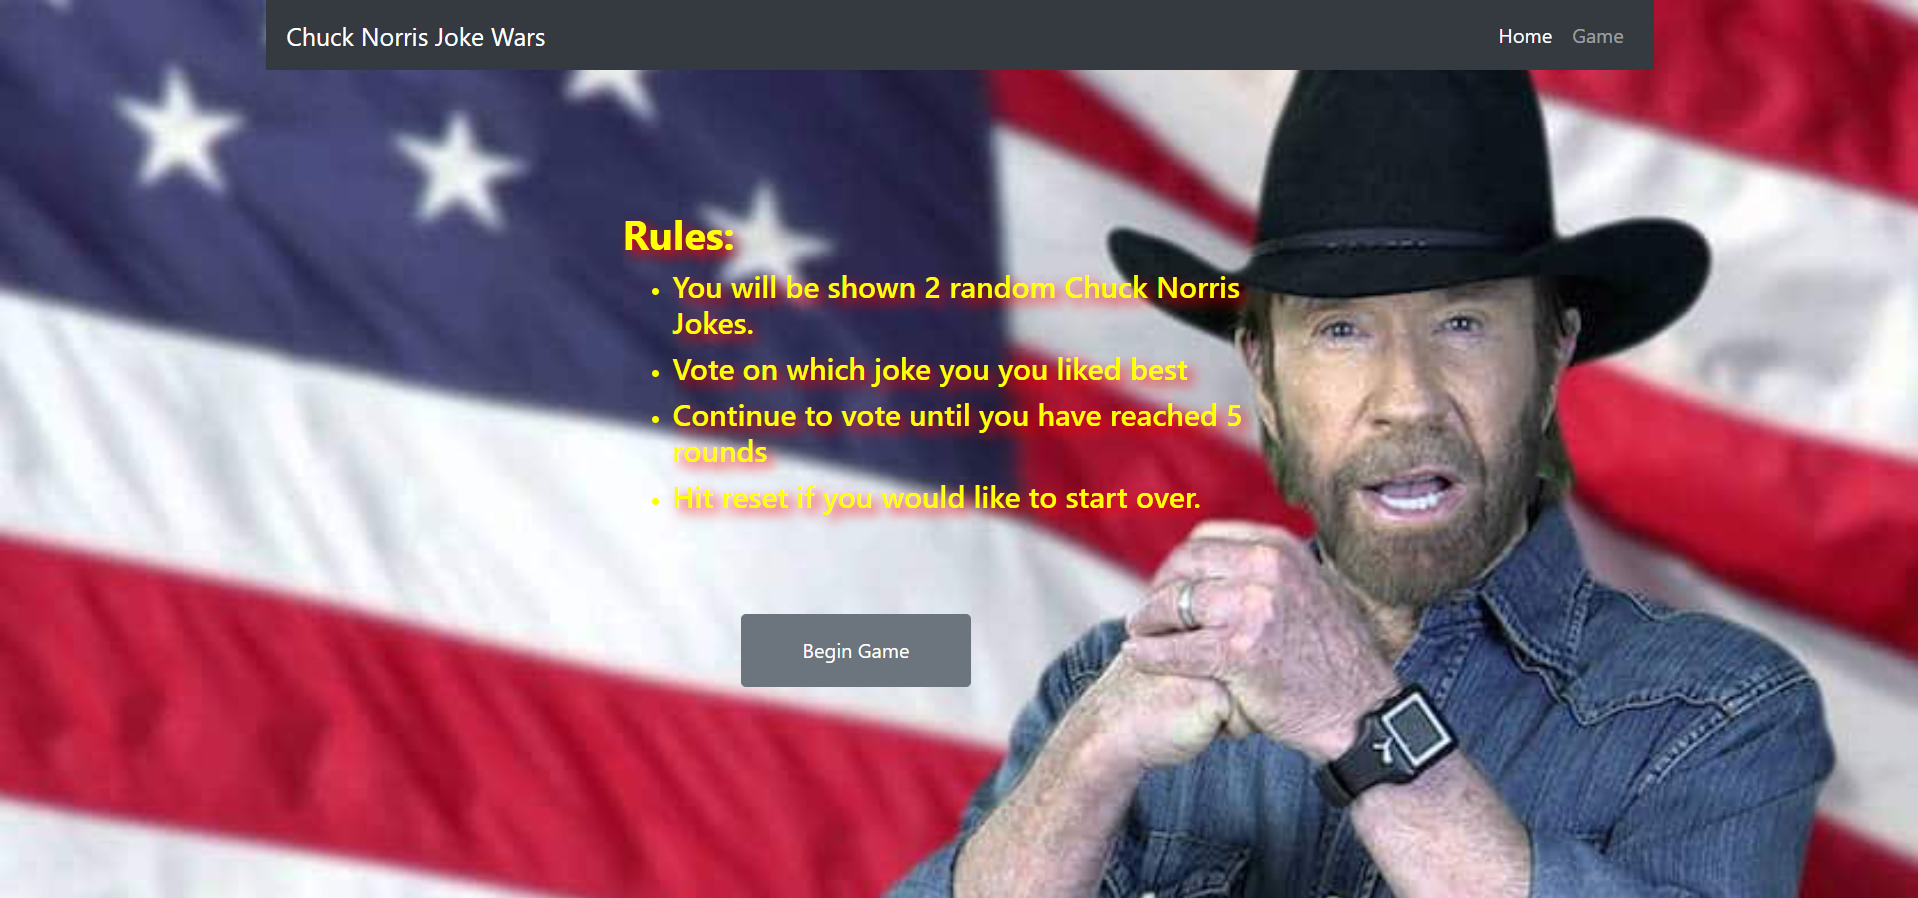 Chuck Norris Joke Wars
Home Game
Rules:
• You will be shown 2 random Chuck Norris
Jokes.
• Vote on which joke you you liked best
• Continue to vote until you have reached 5
rounds
• Hit reset if you would like to start over.
Begin Game